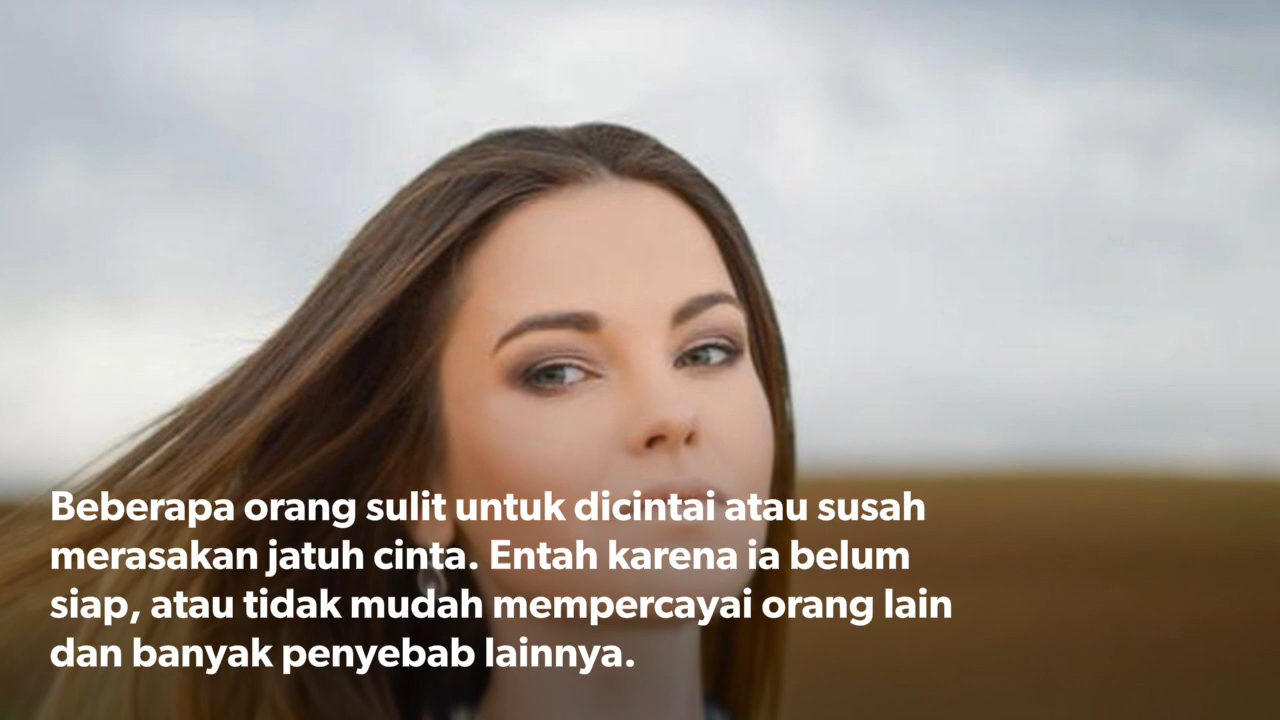 Beberapa orang sulit untuk dicintai atau susah
merasakan jatuh cinta. Entah karena ia belum
siap, atau tidak mudah mempercayai orang lain
dan banyak penyebab lainnya.